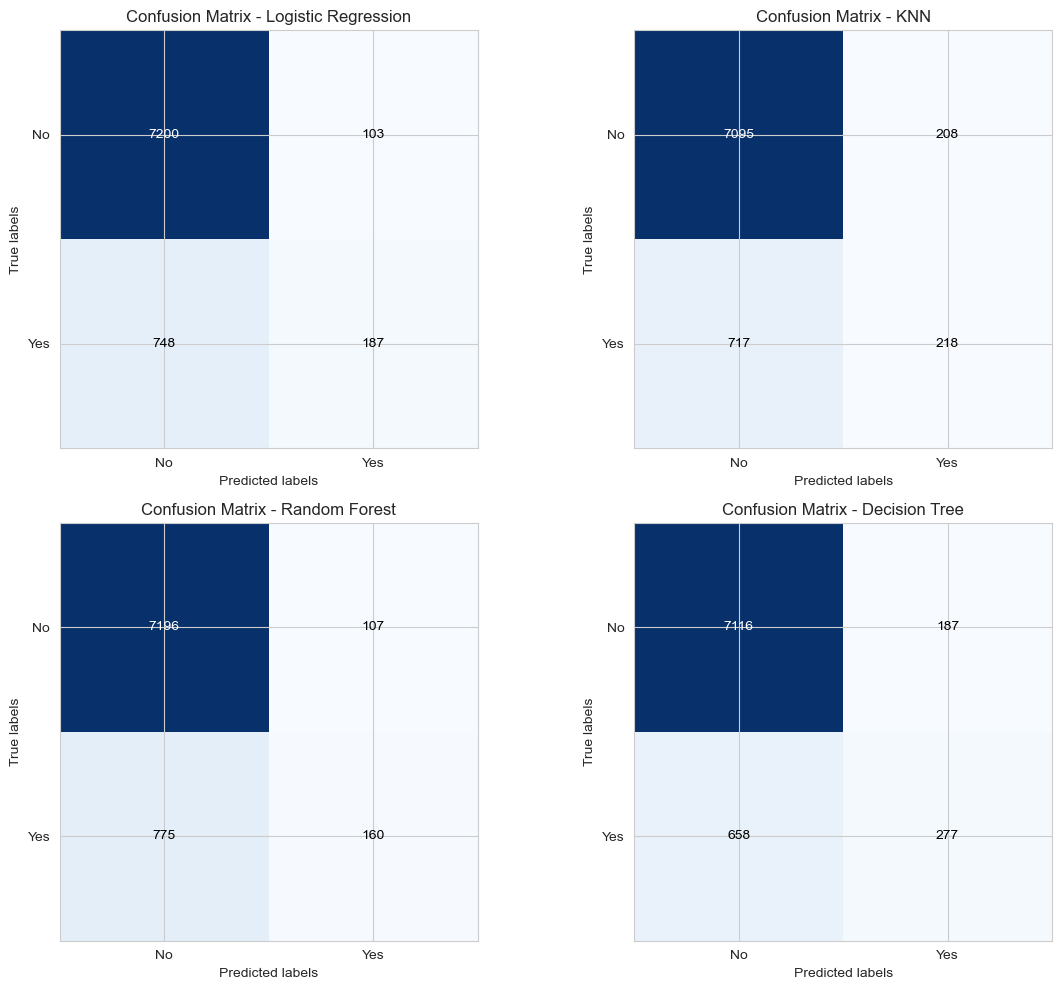 Confusion Matrix - Logistic Regression
No
7200
103
True labels
Yes
748
187
No
Yes
Predicted labels
Confusion Matrix - KNN
No
7095
208
True labels
Yes
717
218
No
Yes
Predicted labels
Confusion Matrix - Random Forest
No
7196
107
True labels
Yes
775
160
No
Yes
Predicted labels
Confusion Matrix - Decision Tree
No
7116
187
True labels
Yes
658
277
No
Yes
Predicted labels